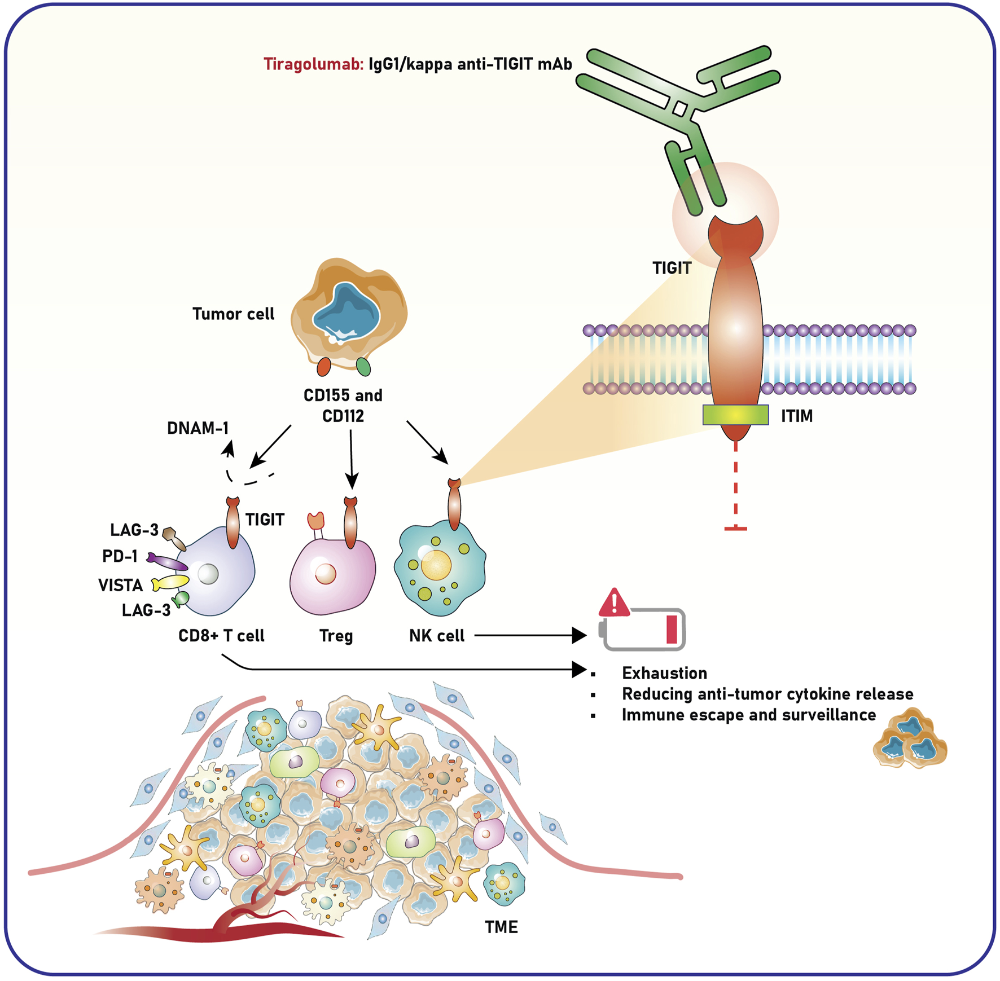 Tiragolumab: IgG1/kappa anti-TIGIT mAb
TIGIT
Tumor cell
CD155 and
CD112
ITIM
DNAM-1
TIGIT
LAG-3
PD-1
VISTA
LAG-3
CD8+ T cell
Treg
NK cell
!
▪ Exhaustion
▪ Reducing anti-tumor cytokine release
▪ Immune escape and surveillance
TME